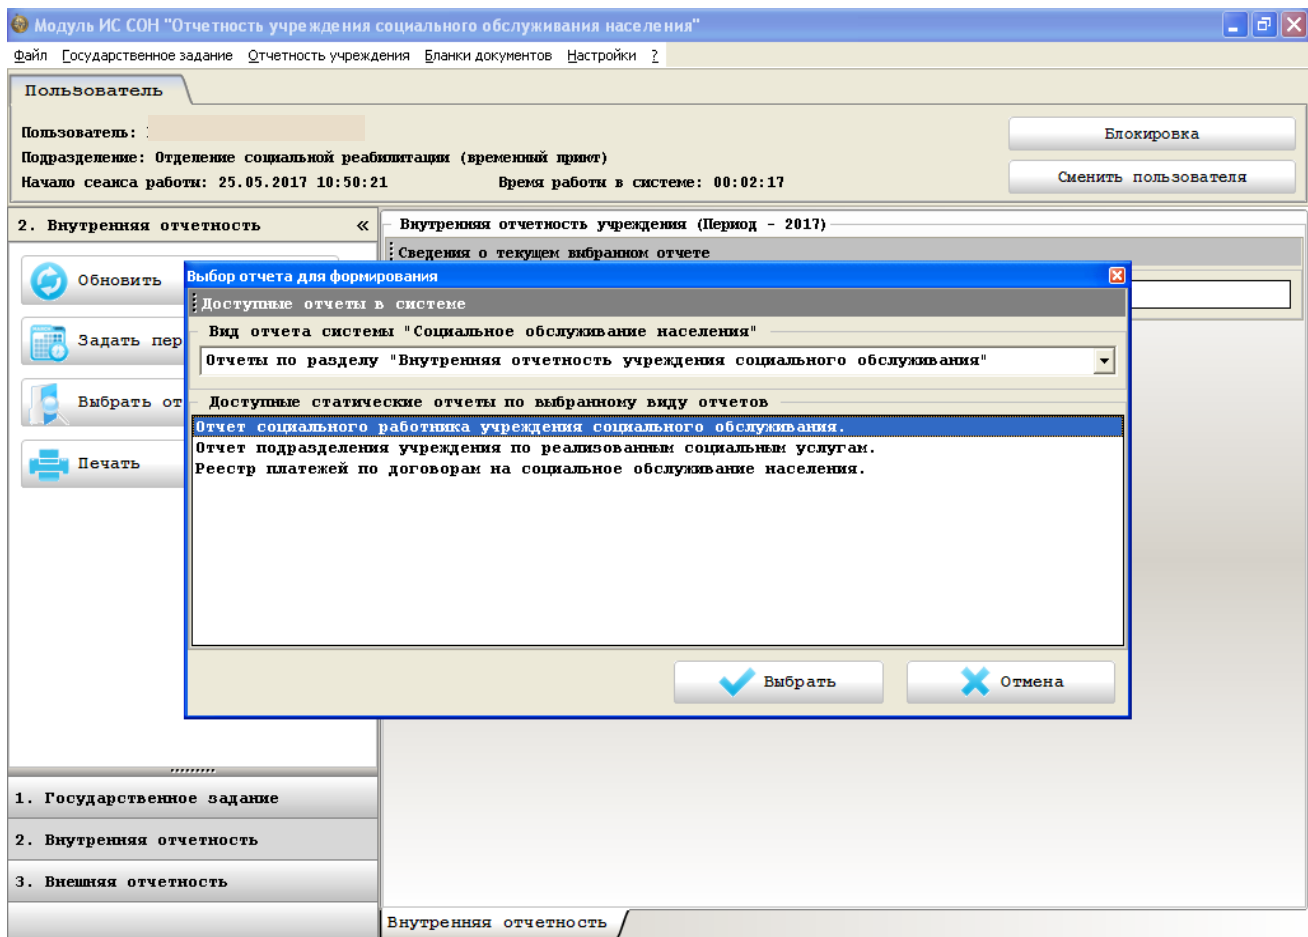 Модуль ИС СОН "Отчетность учреждения социального обслуживания населения"
Файл Государственное задание Отчетность учреждения Бланки документов Настройки ?
Пользователь
Пользователь:
Подразделение: Отделение социальной реабилитации (временный приют)
Начало сеанса работы: 25.05.2017 10:50:21 Время работы в системе: 00:02:17
Блокировка
Сменить пользователя
2. Внутренняя отчетность «
Обновить
Задать пер
Выбрать от
Печать
Внутренняя отчетность учреждения (Период - 2017)
Сведения о текущем выбранном отчете
Выбор отчета для формирования
Доступные отчеты в системе
Вид отчета системы "Социальное обслуживание населения"
Отчеты по разделу "Внутренняя отчетность учреждения социального обслуживания"
Доступные статические отчеты по выбранному виду отчетов
Отчет социального работника учреждения социального обслуживания.
Отчет подразделения учреждения по реализованным социальным услугам.
Реестр платежей по договорам на социальное обслуживание населения.
Выбрать
Отмена
1. Государственное задание
2. Внутренняя отчетность
3. Внешняя отчетность
Внутренняя отчетность